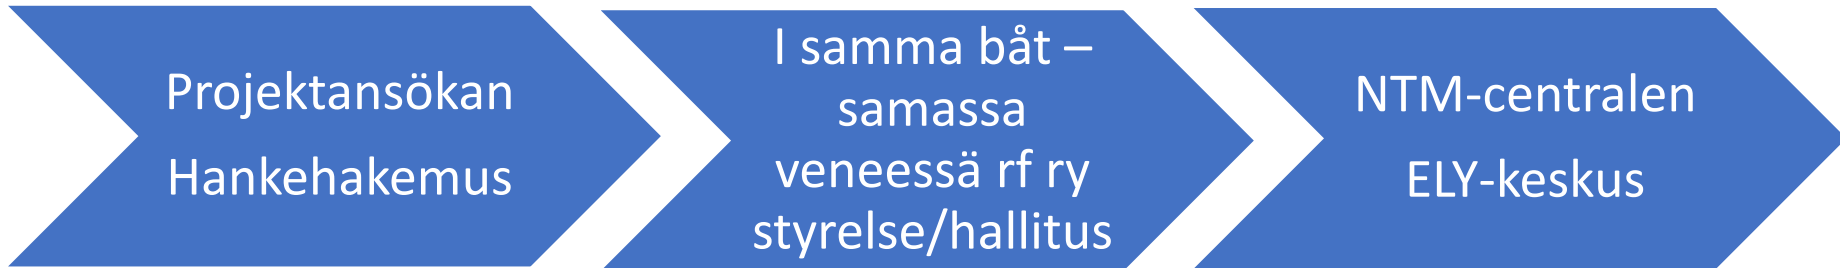 Projektansökan
Hankehakemus
I samma båt –
samassa
veneessä rf ry
styrelse/hallitus
NTM-centralen
ELY-keskus